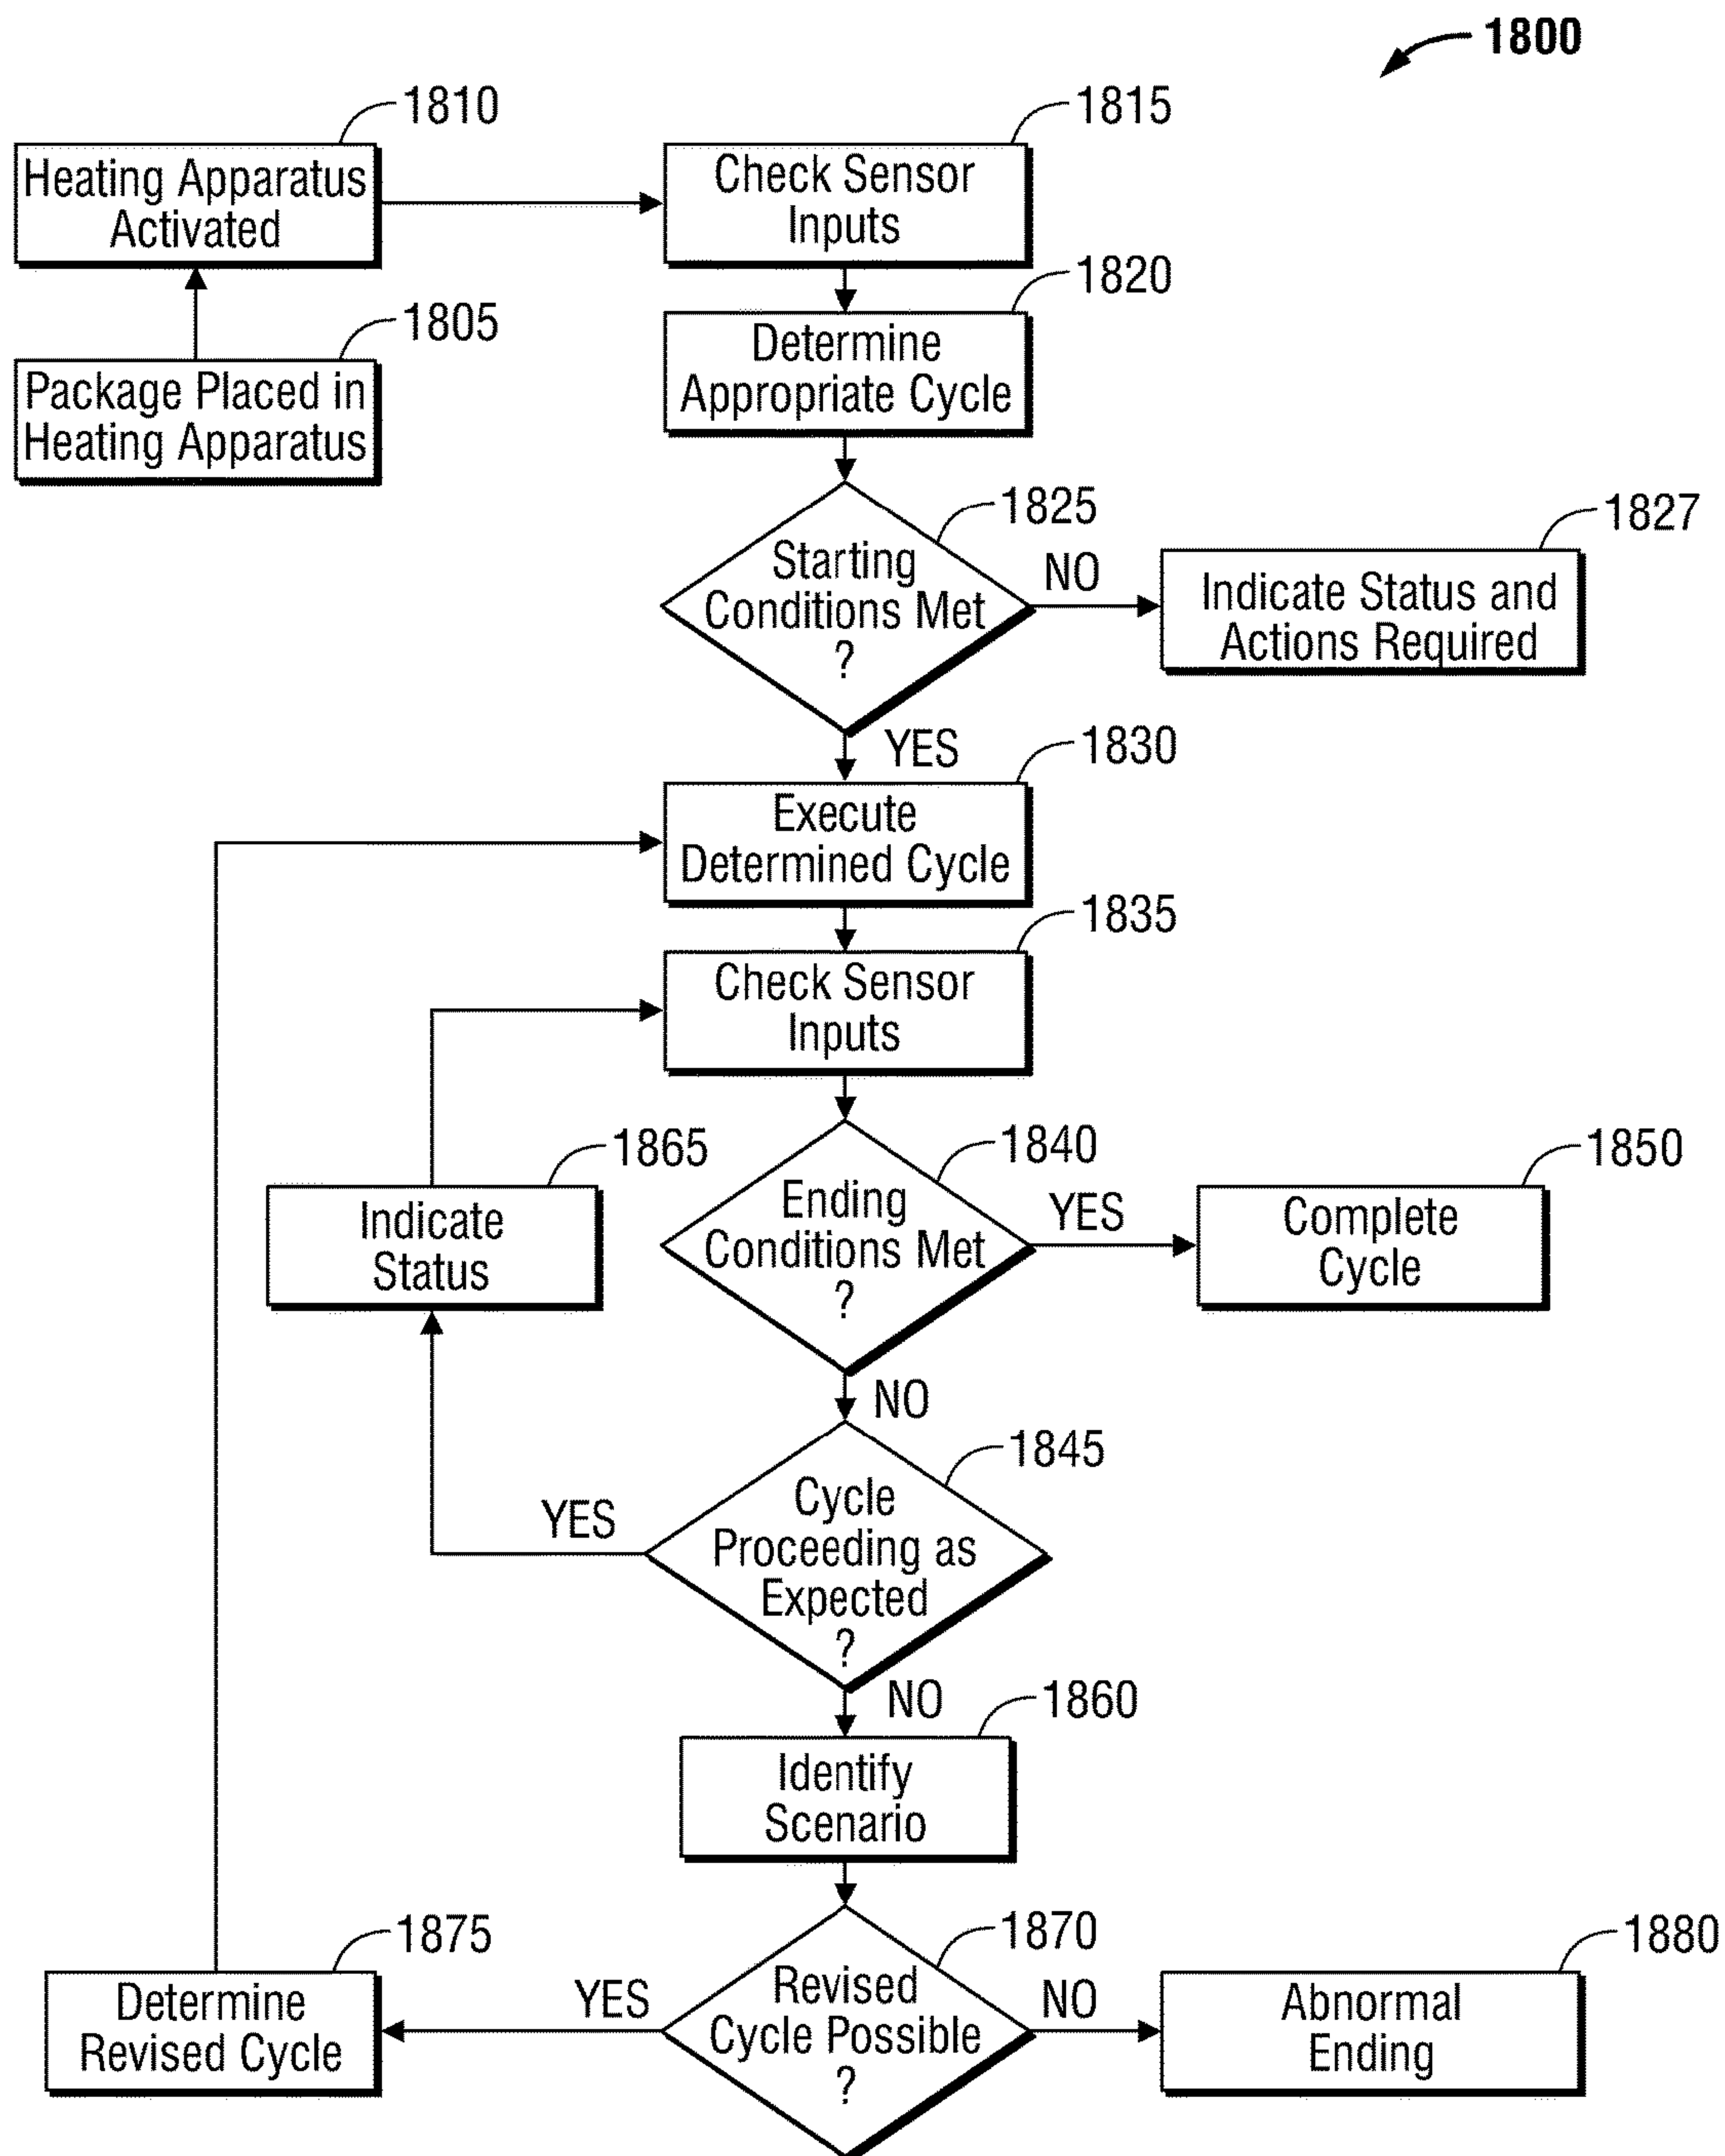 1800
1810
Heating Apparatus
Activated
1815
Check Sensor
Inputs
1805
Package Placed in
Heating Apparatus
1820
Determine
Appropriate Cycle
1825
Starting
Conditions Met
?
NO
1827
Indicate Status and
Actions Required
YES
1830
Execute
Determined Cycle
1835
Check Sensor
Inputs
1865
Indicate
Status
1840
Ending
Conditions Met
?
YES
1850
Complete
Cycle
NO
1845
Cycle
Proceeding as
Expected
?
YES
NO
1860
Identify
Scenario
1875
Determine
Revised Cycle
YES
1870
Revised
Cycle Possible
?
NO
1880
Abnormal
Ending